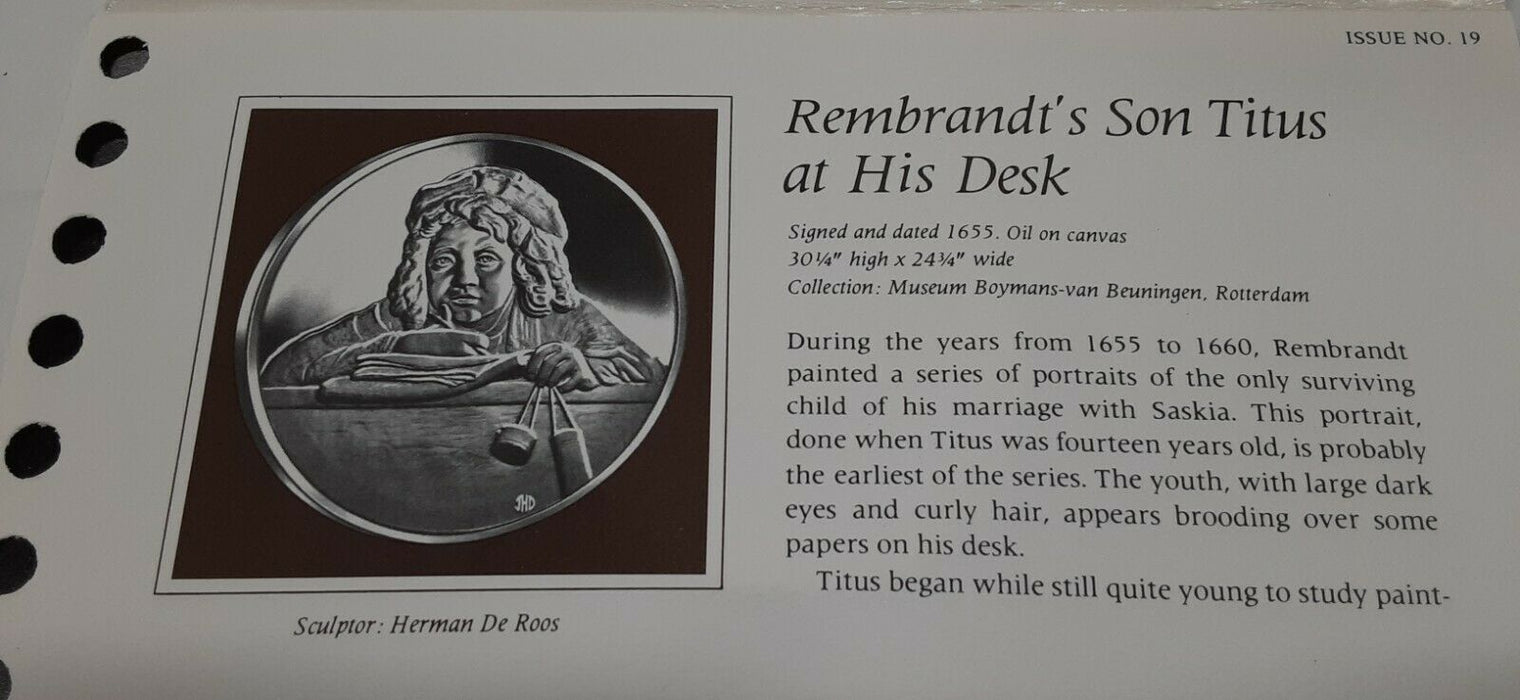 ISSUE NO. 19
Rembrandt's Son Titus
at His Desk
Signed and dated 1655. Oil on canvas
30¼" high x 24¾" wide
Collection: Museum Boymans-van Beuningen, Rotterdam
During the years from 1655 to 1660, Rembrandt
painted a series of portraits of the only surviving
child of his marriage with Saskia. This portrait,
done when Titus was fourteen years old, is probably
the earliest of the series. The youth, with large dark
eyes and curly hair, appears brooding over some
papers on his desk.
Titus began while still quite young to study paint-
JHD
Sculptor: Herman De Roos